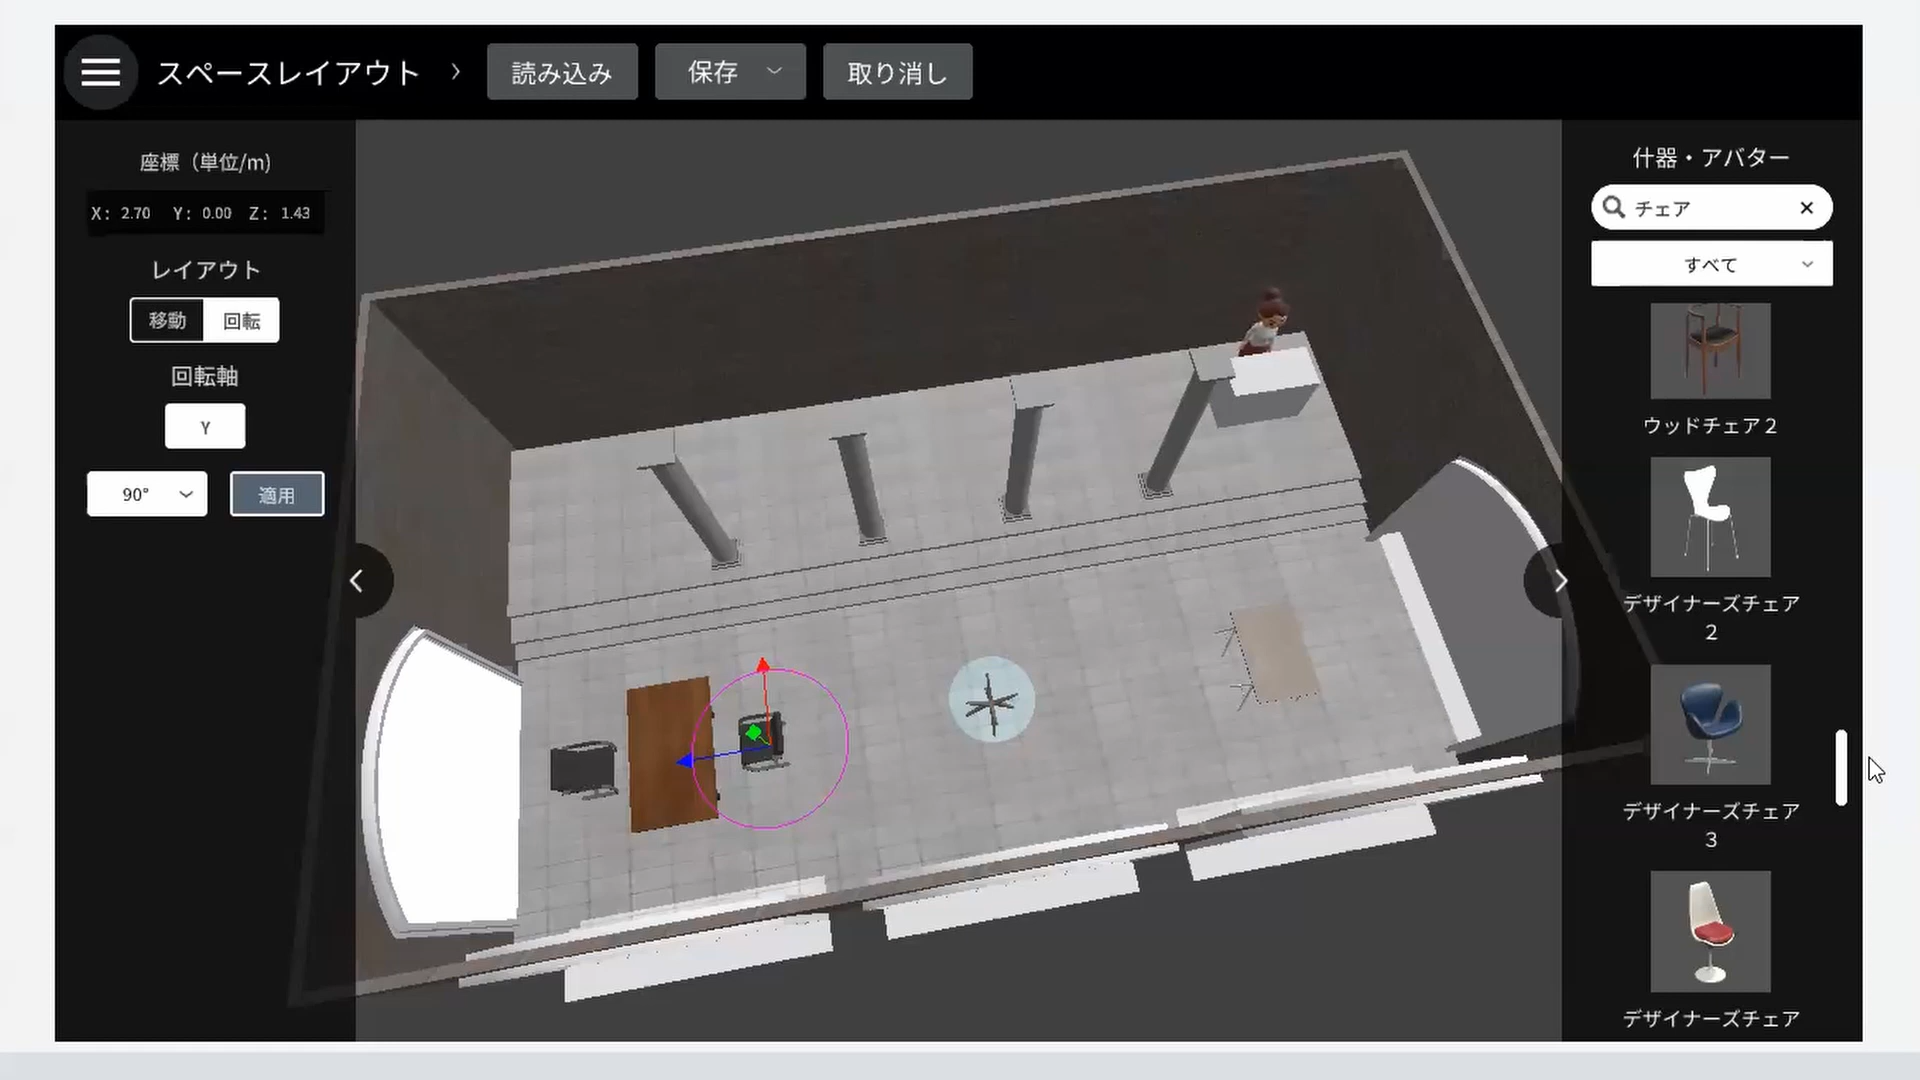 スペースレイアウト > 読み込み 保存 取り消し
座標（単位/m)
X: 2.70 Y: 0.00 Z: 1.43
レイアウト
移動 回転
回転軸
Y
90° 適用
什器・アバター
チェア ×
すべて
ウッドチェア２
デザイナーズチェア
2
デザイナーズチェア
3
デザイナーズチェア